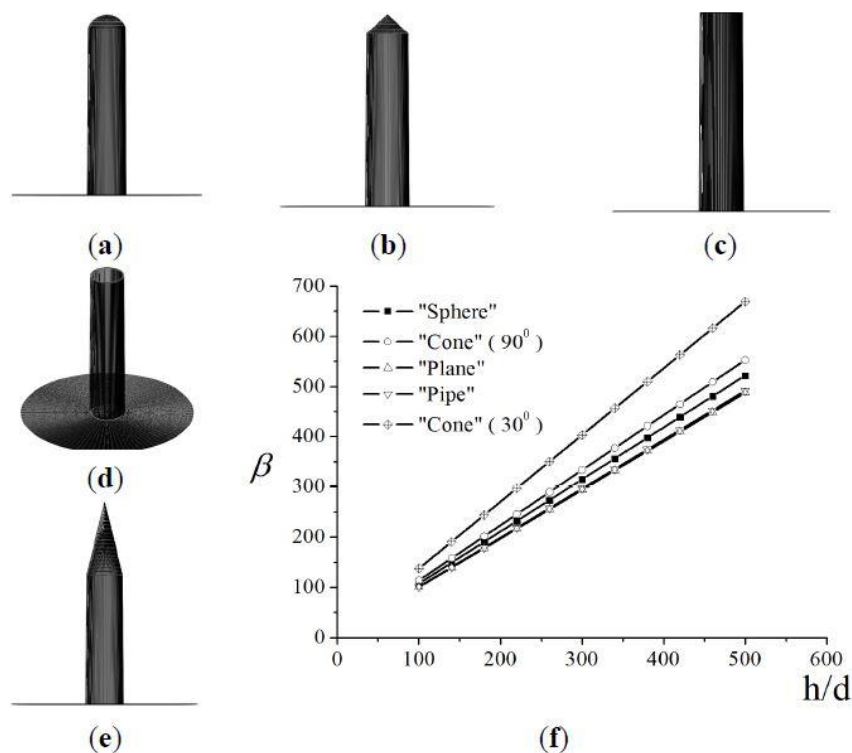 (a)
(b)
(c)
(d)
(e)
700
600
500
400
300
200
100
0
β
"Sphere"
"Cone" ( 90⁰ )
"Plane"
"Pipe"
"Cone" ( 30⁰ )
0 100 200 300 400 500 600
h/d
(f)